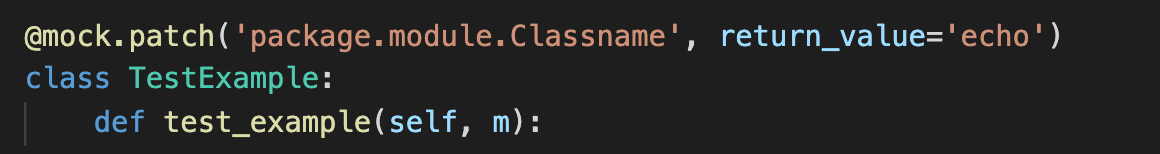 @mock.patch('package.module.Classname', return_value='echo')
class TestExample:
    def test_example(self, m):